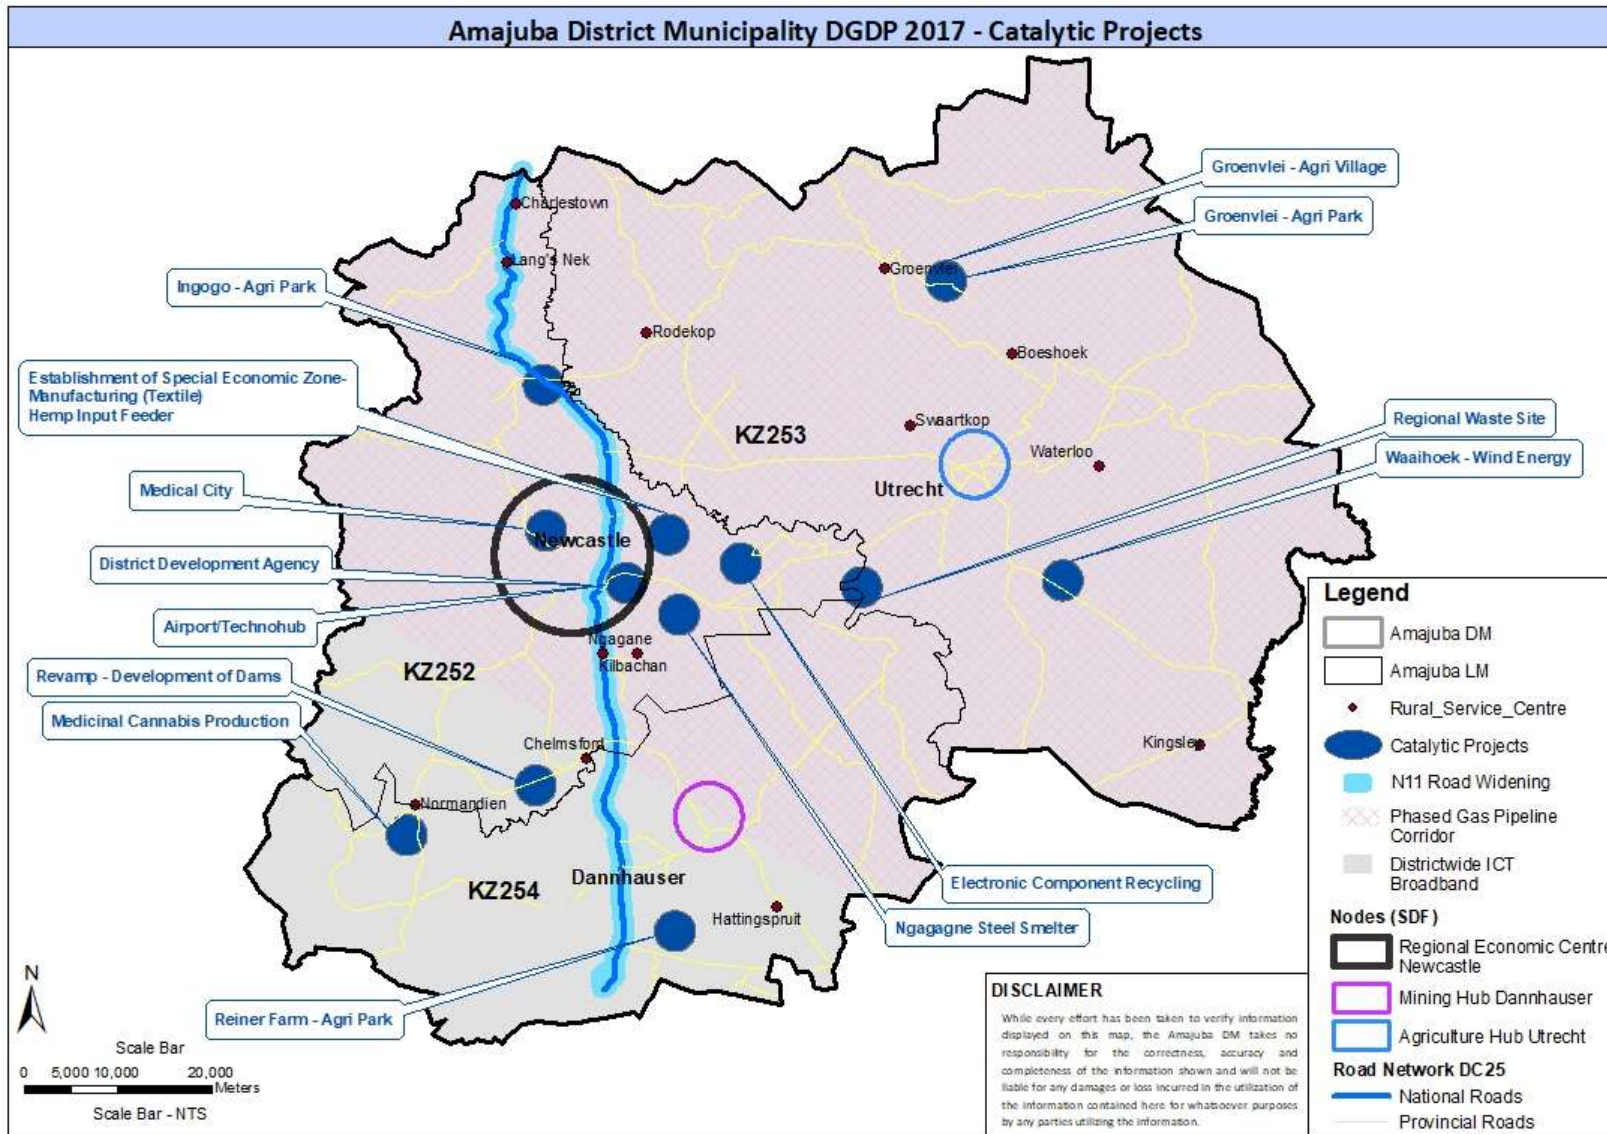 Amajuba District Municipality DGDP 2017 - Catalytic Projects
Groenvlei - Agri Village
Groenvlei - Agri Park
Charlestown
Lang's Nek
Groenvlei
Ingogo - Agri Park
Rodekop
Boeshoek
Establishment of Special Economic Zone-
Manufacturing (Textile)
Hemp Input Feeder
Swaartkop
KZ253
Regional Waste Site
Waterloo
Waaihoek - Wind Energy
Medical City
Utrecht
Newcastle
District Development Agency
Airport/Technohub
Ngagane
Kilbachan
KZ252
Revamp - Development of Dams
Medicinal Cannabis Production
Chelmsford
Kingsle
Normandien
Dannhauser
KZ254
Electronic Component Recycling
Hattingspruit
Ngagagne Steel Smelter
Reiner Farm - Agri Park
N
Scale Bar
0 5,000 10,000 20,000
Meters
Scale Bar - NTS
DISCLAIMER
While every effort has been taken to verify information
displayed on this map, the Amajuba DM takes no
responsibility for the correctness, accuracy and
completeness of the information shown and will not be
liable for any damages or loss incurred in the utilization of
the information contained here for whatsoever purposes
by any parties utilizing the information.
Legend
Amajuba DM
Amajuba LM
Rural_Service_Centre
Catalytic Projects
N11 Road Widening
Phased Gas Pipeline
Corridor
Districtwide ICT
Broadband
Nodes (SDF)
Regional Economic Centre
Newcastle
Mining Hub Dannhauser
Agriculture Hub Utrecht
Road Network DC25
National Roads
Provincial Roads